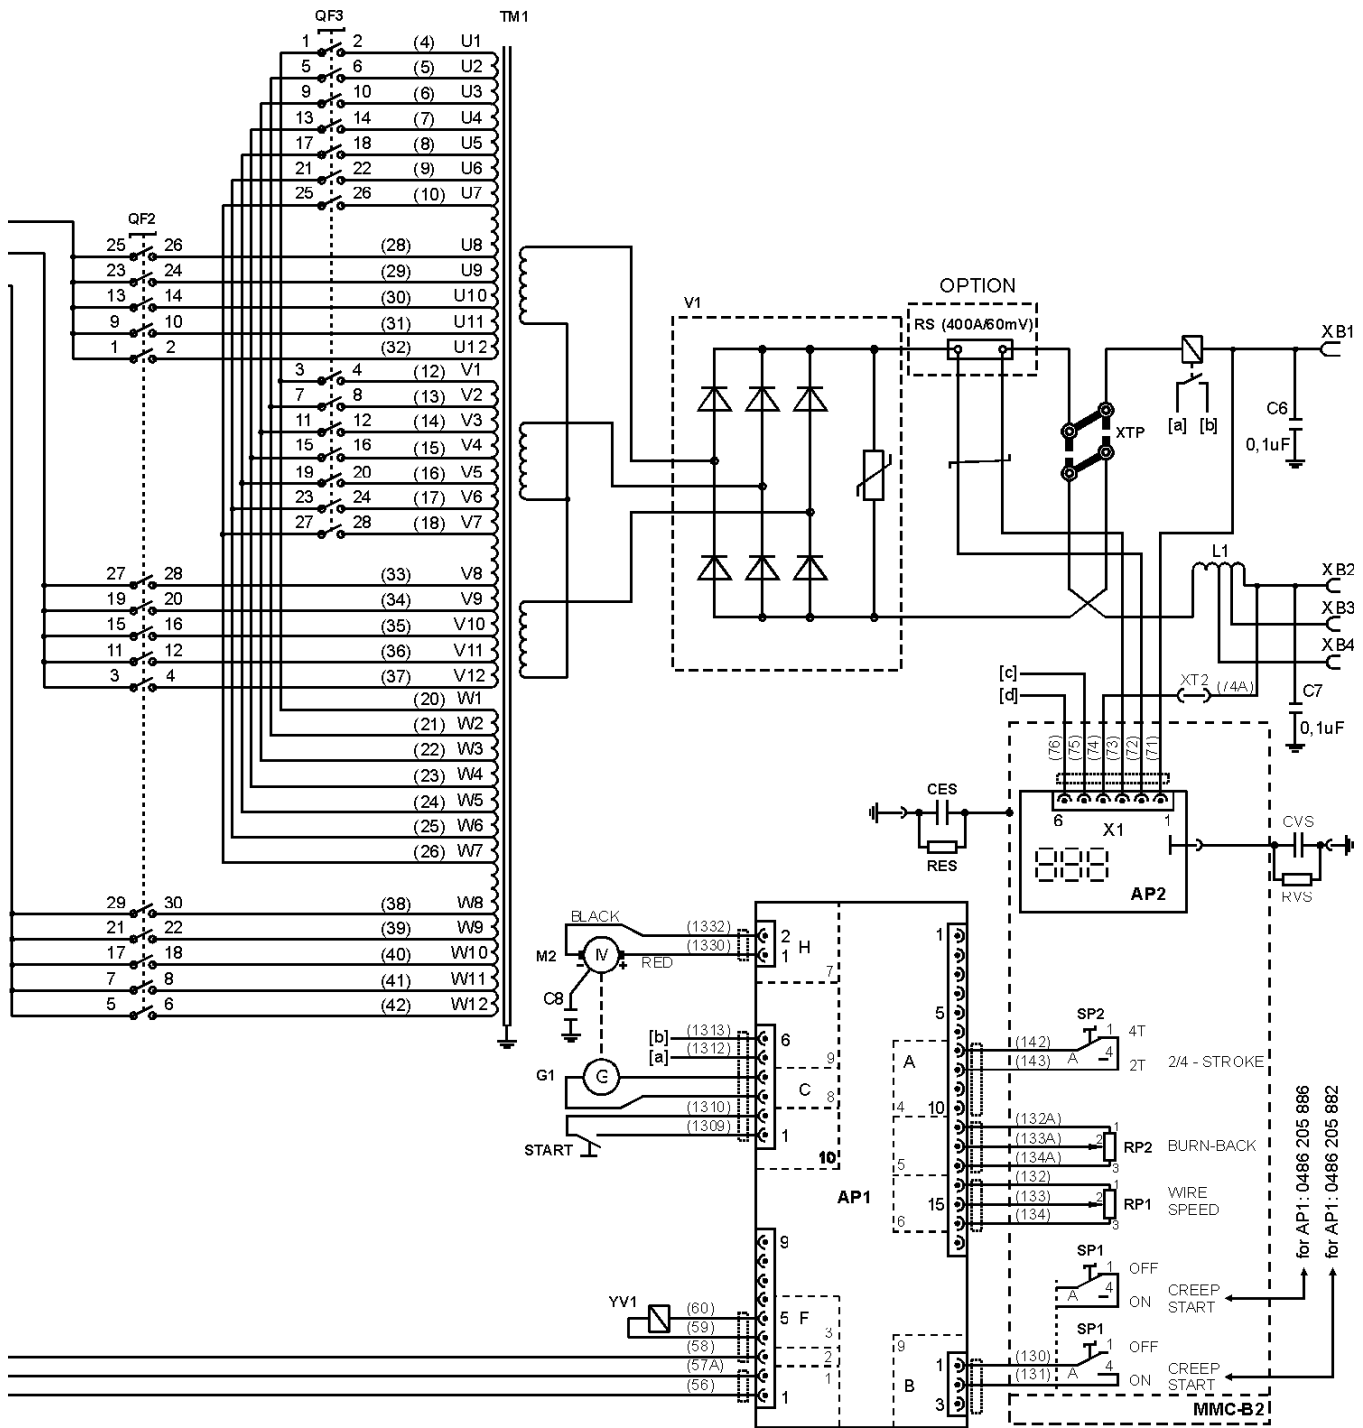 QF3 TM1
1 2 (4) U1
5 6 (5) U2
9 10 (6) U3
13 14 (7) U4
17 18 (8) U5
21 22 (9) U6
25 26 (10) U7
QF2
25 26 (28) U8
23 24 (29) U9
13 14 (30) U10
9 10 (31) U11
1 2 (32) U12
3 4 (12) V1
7 8 (13) V2
11 12 (14) V3
15 16 (15) V4
19 20 (16) V5
23 24 (17) V6
27 28 (18) V7
27 28 (33) V8
19 20 (34) V9
15 16 (35) V10
11 12 (36) V11
3 4 (37) V12
(20) W1
(21) W2
(22) W3
(23) W4
(24) W5
(25) W6
(26) W7
29 30 (38) W8
21 22 (39) W9
17 18 (40) W10
7 8 (41) W11
5 6 (42) W12
V1
OPTION
RS (400A/60mV)
XTP
[a] [b]
C6
0,1uF
XB1
L1
XB2
XB3
XB4
[c]
[d]
XT2 (74A)
C7
0,1uF
(76) (75) (74) (73) (72) (71)
6 X1 1
AP2
CES
RES
CVS
RVS
BLACK
(1332)
(1330)
RED
M2
- +
C8
2 H
1
7
[b] (1313) 6
[a] (1312)
9
G1 G
C
8
(1310)
(1309) 1
START
10
AP1
9
YV1
(60) 5 F
(59) 3
(58) 2
(57A) 1
(56) 1
1
5
A
4 10
5
15
6
9
1
B
3
SP2
(142) 1 4T
A 4
(143) 2T 2/4 - STROKE
(132A) 1
(133A) 2 RP2 BURN-BACK
(134A) 3
(132) 1
(133) 2 RP1 WIRE SPEED
(134) 3
SP1
1 OFF
A 4
ON CREEP START
SP1
(130) 1 OFF
A 4
(131) ON CREEP START
MMC-B2
for AP1: 0486 205 886
for AP1: 0486 205 882